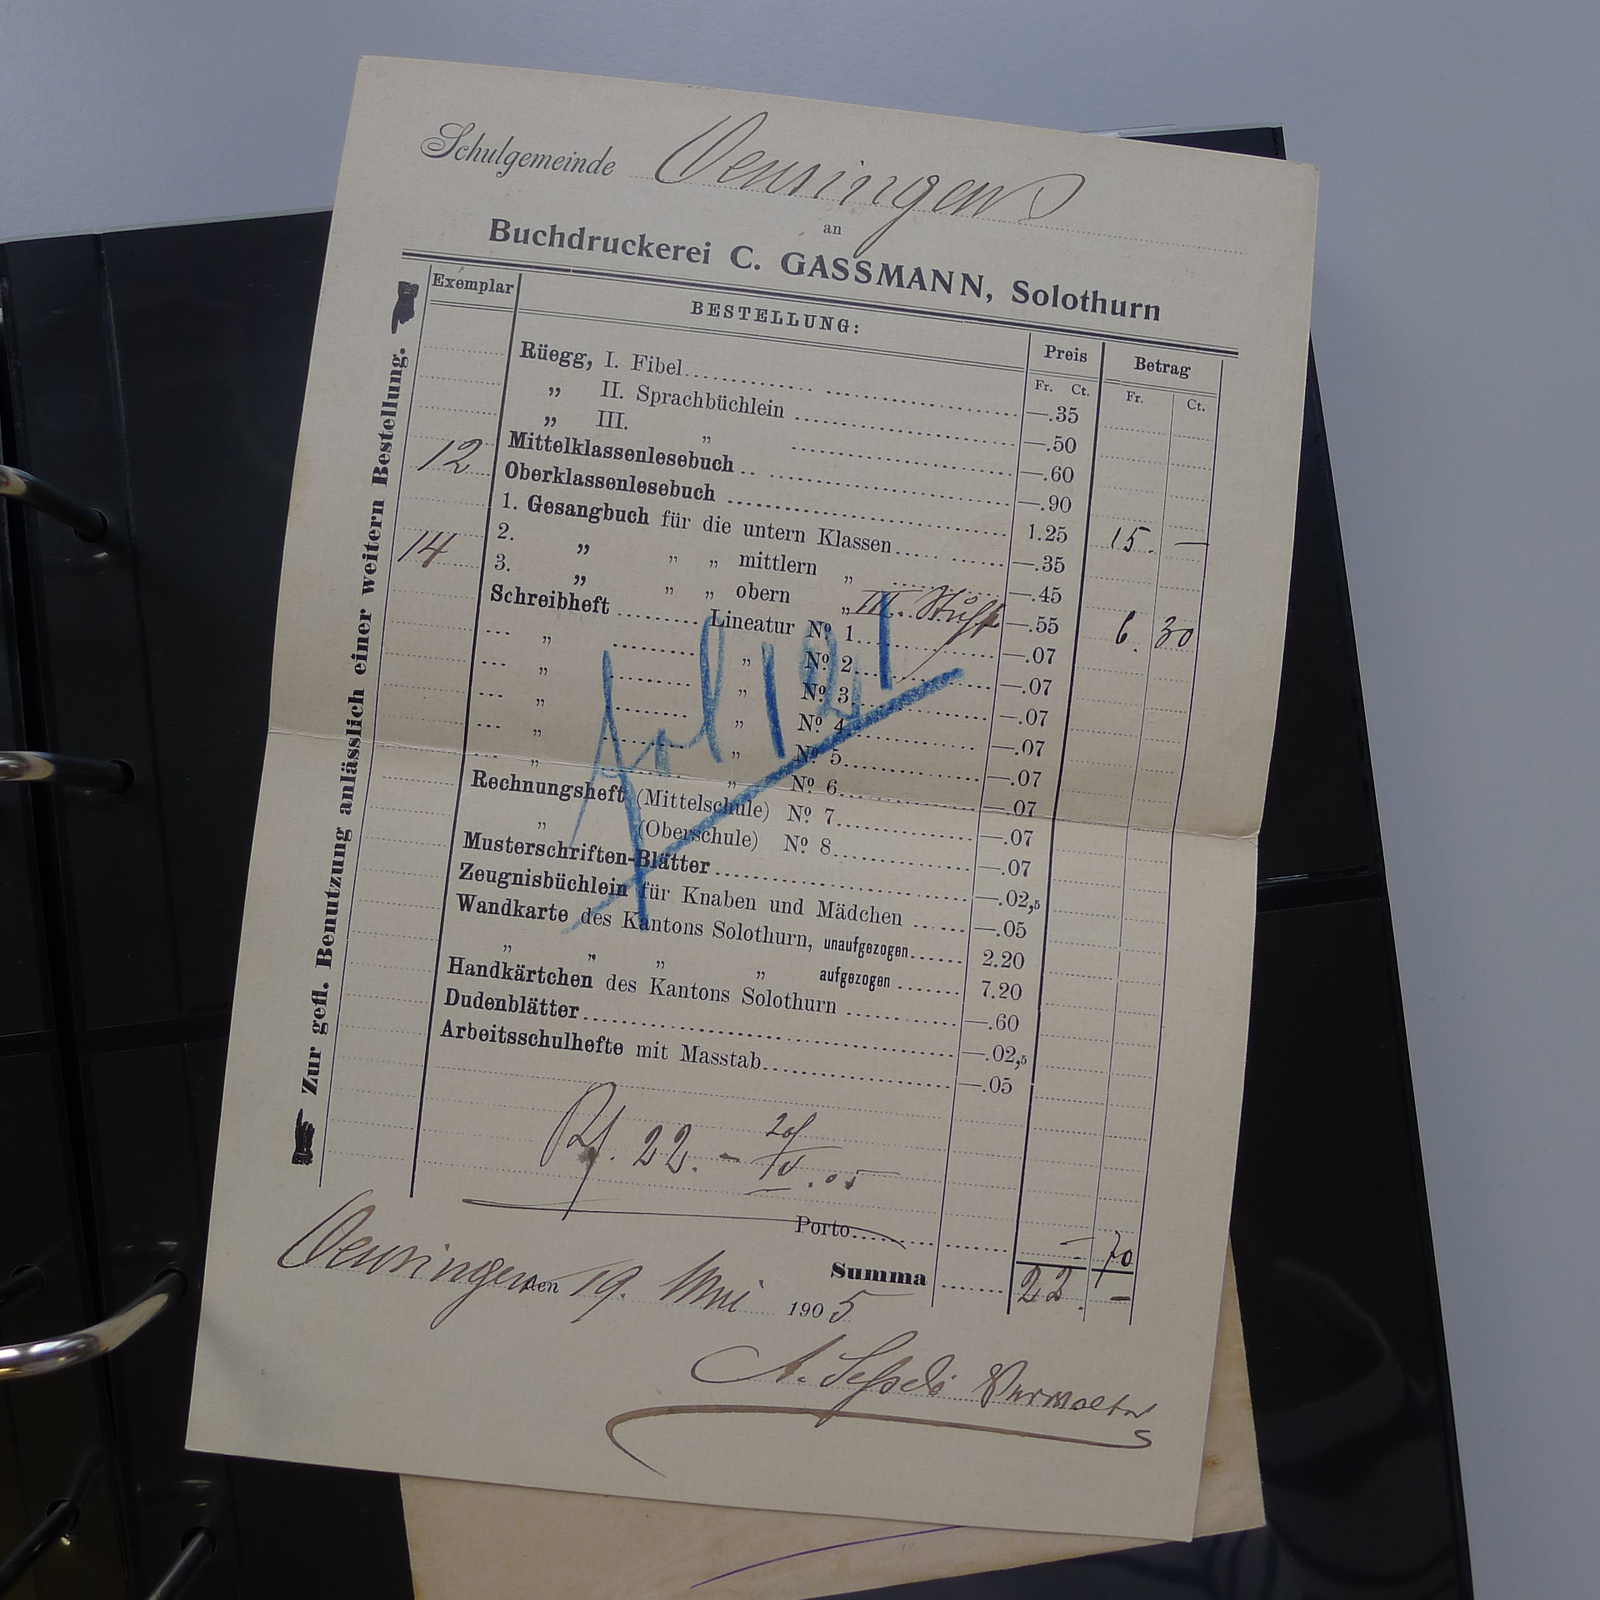 Schulgemeinde Oensingen
an
Buchdruckerei C. GASSMANN, Solothurn
Exemplar BESTELLUNG: Preis Betrag
Fr. Ct. Fr. Ct.
Rüegg, I. Fibel —.35
„ II. Sprachbüchlein —.50
„ III. „ —.60
Mittelklassenlesebuch —.90
12 Oberklassenlesebuch 1.25 15. —
1. Gesangbuch für die untern Klassen —.35
2. „ „ „ mittlern „ —.45
14 3. „ „ „ obern „ III. Stufe —.55 6. 30
Schreibheft Lineatur No 1 —.07
„ „ No 2 —.07
„ „ No 3 —.07
„ „ No 4 —.07
„ „ No 5 —.07
„ „ No 6 —.07
Rechnungsheft (Mittelschule) No 7 —.07
„ (Oberschule) No 8 —.07
Musterschriften-Blätter —.02,5
Zeugnisbüchlein für Knaben und Mädchen —.05
Wandkarte des Kantons Solothurn, unaufgezogen 2.20
„ „ „ „ aufgezogen 7.20
Handkärtchen des Kantons Solothurn —.60
Dudenblätter —.02,5
Arbeitsschulhefte mit Masstab —.05
22. – 20/V.05
Porto – 70
Summa 22. –
Oensingen den 19. Mai 1905
A. Verwalter
Zur gefl. Benutzung anlässlich einer weitern Bestellung.